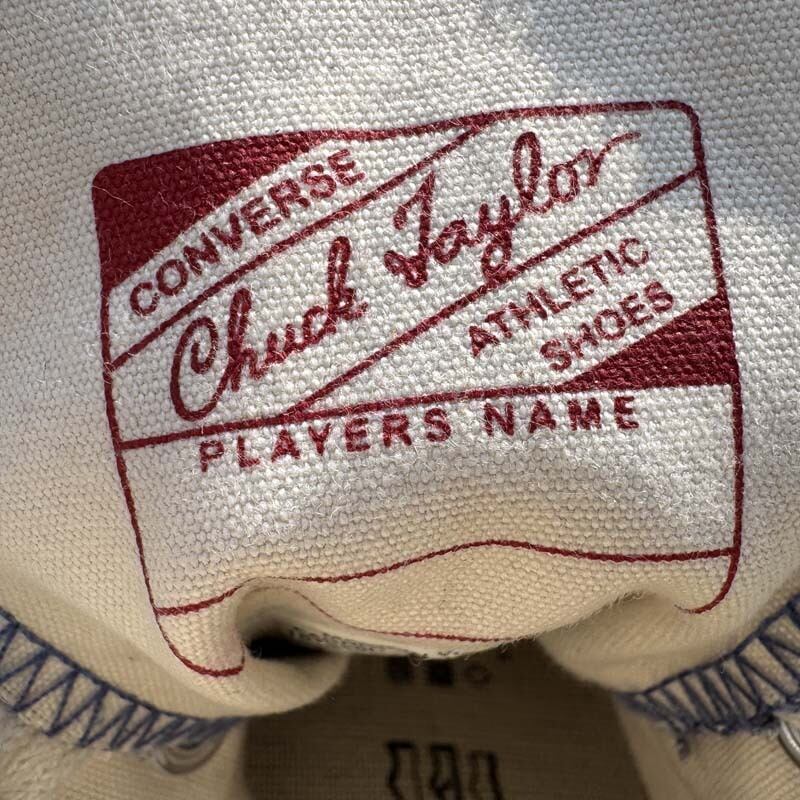 CONVERSE
Chuck Taylor
ATHLETIC
SHOES
PLAYERS NAME